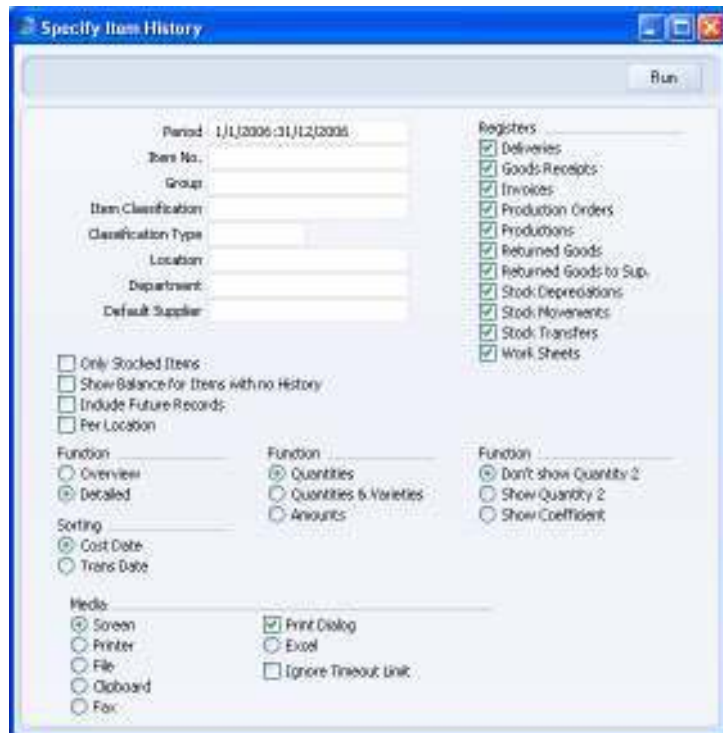 Specify Item History
Run
Period 1/1/2006:31/12/2006
Item No.
Group
Item Classification
Classification Type
Location
Department
Default Supplier
Registers
Deliveries
Goods Receipts
Invoices
Production Orders
Productions
Returned Goods
Returned Goods to Sup.
Stock Depreciations
Stock Movements
Stock Transfers
Work Sheets
Only Stocked Items
Show Balance for Items with no History
Include Future Records
Per Location
Function
Overview
Detailed
Function
Quantities
Quantities & Varieties
Amounts
Function
Don't show Quantity 2
Show Quantity 2
Show Coefficient
Sorting
Cost Date
Trans Date
Media
Screen
Printer
File
Clipboard
Fax
Print Dialog
Excel
Ignore Timeout Limit